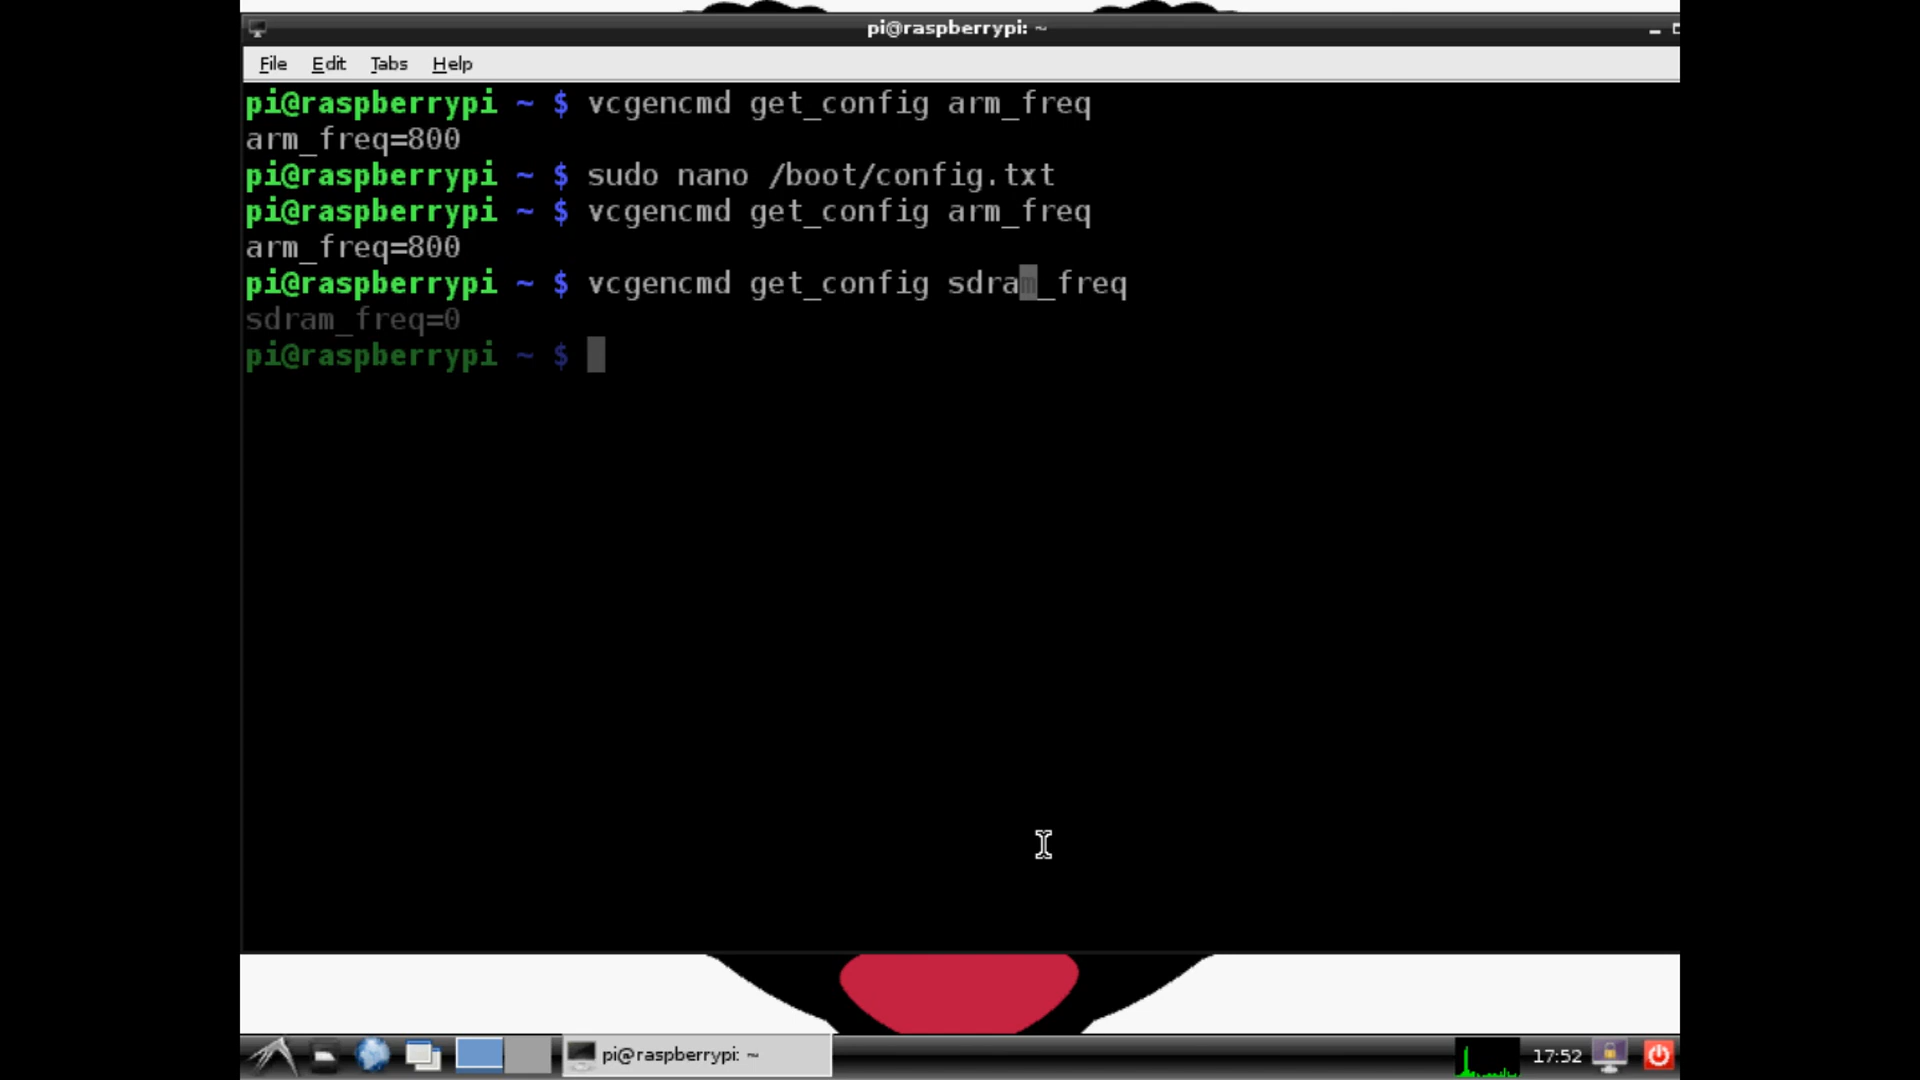 pi@raspberrypi: ~
File Edit Tabs Help
pi@raspberrypi ~ $ vcgencmd get_config arm_freq
arm_freq=800
pi@raspberrypi ~ $ sudo nano /boot/config.txt
pi@raspberrypi ~ $ vcgencmd get_config arm_freq
arm_freq=800
pi@raspberrypi ~ $ vcgencmd get_config sdram_freq
sdram_freq=0
pi@raspberrypi ~ $
pi@raspberrypi: ~
17:52